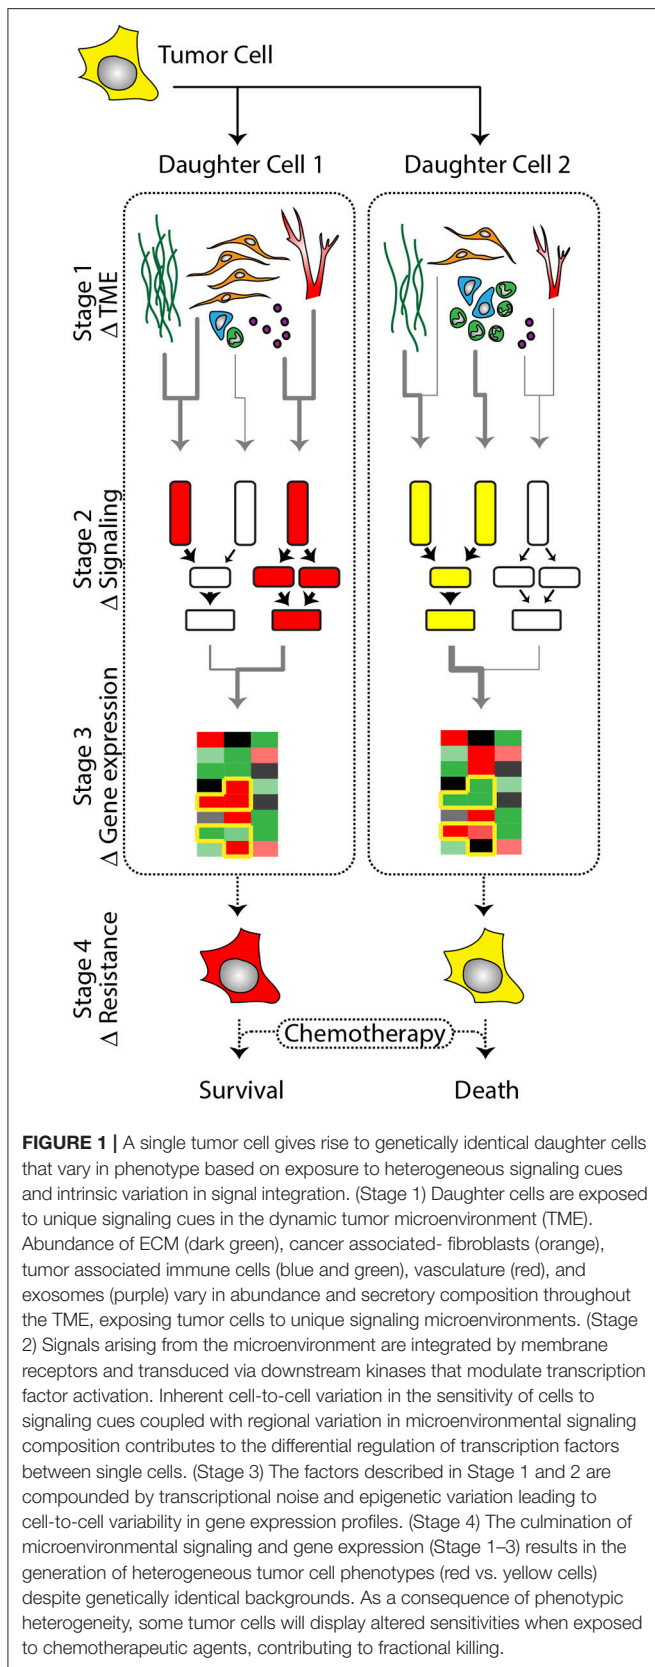 Tumor Cell
Daughter Cell 1
Daughter Cell 2
Stage 1
Δ TME
Stage 2
Δ Signaling
Stage 3
Δ Gene expression
Stage 4
Δ Resistance
Chemotherapy
Survival
Death
FIGURE 1 | A single tumor cell gives rise to genetically identical daughter cells
that vary in phenotype based on exposure to heterogeneous signaling cues
and intrinsic variation in signal integration. (Stage 1) Daughter cells are exposed
to unique signaling cues in the dynamic tumor microenvironment (TME).
Abundance of ECM (dark green), cancer associated- fibroblasts (orange),
tumor associated immune cells (blue and green), vasculature (red), and
exosomes (purple) vary in abundance and secretory composition throughout
the TME, exposing tumor cells to unique signaling microenvironments. (Stage
2) Signals arising from the microenvironment are integrated by membrane
receptors and transduced via downstream kinases that modulate transcription
factor activation. Inherent cell-to-cell variation in the sensitivity of cells to
signaling cues coupled with regional variation in microenvironmental signaling
composition contributes to the differential regulation of transcription factors
between single cells. (Stage 3) The factors described in Stage 1 and 2 are
compounded by transcriptional noise and epigenetic variation leading to
cell-to-cell variability in gene expression profiles. (Stage 4) The culmination of
microenvironmental signaling and gene expression (Stage 1–3) results in the
generation of heterogeneous tumor cell phenotypes (red vs. yellow cells)
despite genetically identical backgrounds. As a consequence of phenotypic
heterogeneity, some tumor cells will display altered sensitivities when exposed
to chemotherapeutic agents, contributing to fractional killing.